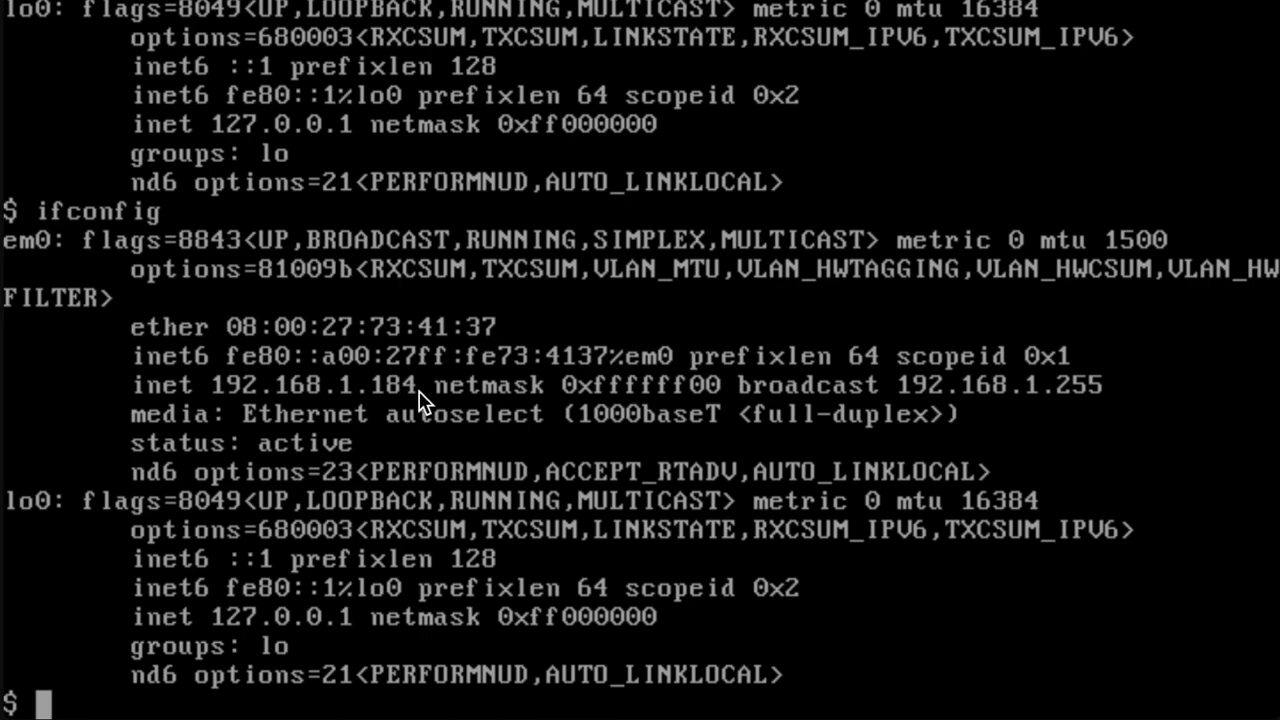 lo0: flags=8049<UP,LOOPBACK,RUNNING,MULTICAST> metric 0 mtu 16384
options=680003<RXCSUM,TXCSUM,LINKSTATE,RXCSUM_IPV6,TXCSUM_IPV6>
inet6 ::1 prefixlen 128
inet6 fe80::1%lo0 prefixlen 64 scopeid 0x2
inet 127.0.0.1 netmask 0xff000000
groups: lo
nd6 options=21<PERFORMNUD,AUTO_LINKLOCAL>
$ ifconfig
em0: flags=8843<UP,BROADCAST,RUNNING,SIMPLEX,MULTICAST> metric 0 mtu 1500
options=81009b<RXCSUM,TXCSUM,VLAN_MTU,VLAN_HWTAGGING,VLAN_HWCSUM,VLAN_HW
FILTER>
ether 08:00:27:73:41:37
inet6 fe80::a00:27ff:fe73:4137%em0 prefixlen 64 scopeid 0x1
inet 192.168.1.184 netmask 0xffffff00 broadcast 192.168.1.255
media: Ethernet autoselect (1000baseT <full-duplex>)
status: active
nd6 options=23<PERFORMNUD,ACCEPT_RTADV,AUTO_LINKLOCAL>
lo0: flags=8049<UP,LOOPBACK,RUNNING,MULTICAST> metric 0 mtu 16384
options=680003<RXCSUM,TXCSUM,LINKSTATE,RXCSUM_IPV6,TXCSUM_IPV6>
inet6 ::1 prefixlen 128
inet6 fe80::1%lo0 prefixlen 64 scopeid 0x2
inet 127.0.0.1 netmask 0xff000000
groups: lo
nd6 options=21<PERFORMNUD,AUTO_LINKLOCAL>
$